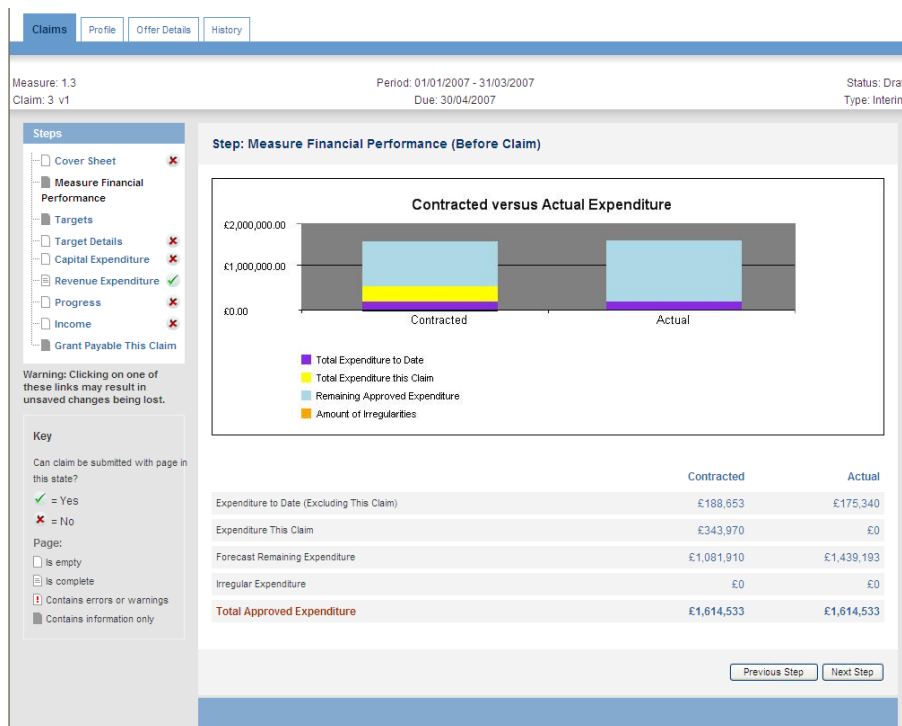 Claims Profile Offer Details History
Measure: 1.3 Period: 01/01/2007 - 31/03/2007 Status: Dra
Claim: 3 v1 Due: 30/04/2007 Type: Interin
Steps
Cover Sheet
Measure Financial
Performance
Targets
Target Details
Capital Expenditure
Revenue Expenditure
Progress
Income
Grant Payable This Claim
Warning: Clicking on one of
these links may result in
unsaved changes being lost.
Key
Can claim be submitted with page in
this state?
= Yes
= No
Page:
Is empty
Is complete
Contains errors or warnings
Contains information only
Step: Measure Financial Performance (Before Claim)
Contracted versus Actual Expenditure
£2,000,000.00
£1,000,000.00
£0.00
Contracted Actual
Total Expenditure to Date
Total Expenditure this Claim
Remaining Approved Expenditure
Amount of Irregularities
Contracted Actual
Expenditure to Date (Excluding This Claim) £188,653 £175,340
Expenditure This Claim £343,970 £0
Forecast Remaining Expenditure £1,081,910 £1,439,193
Irregular Expenditure £0 £0
Total Approved Expenditure £1,614,533 £1,614,533
Previous Step Next Step